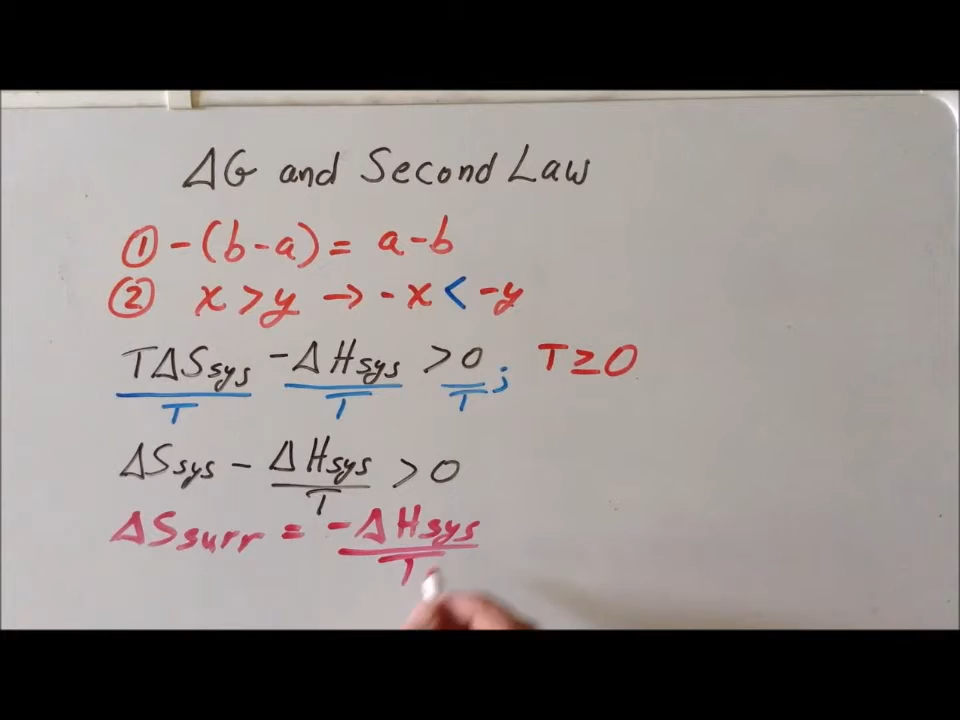 ΔG and Second Law
① -(b-a) = a-b
② x > y → -x < -y
TΔSsys/T - ΔHsys/T > 0/T ; T ≥ 0
ΔSsys - ΔHsys/T > 0
ΔSsurr = -ΔHsys/T